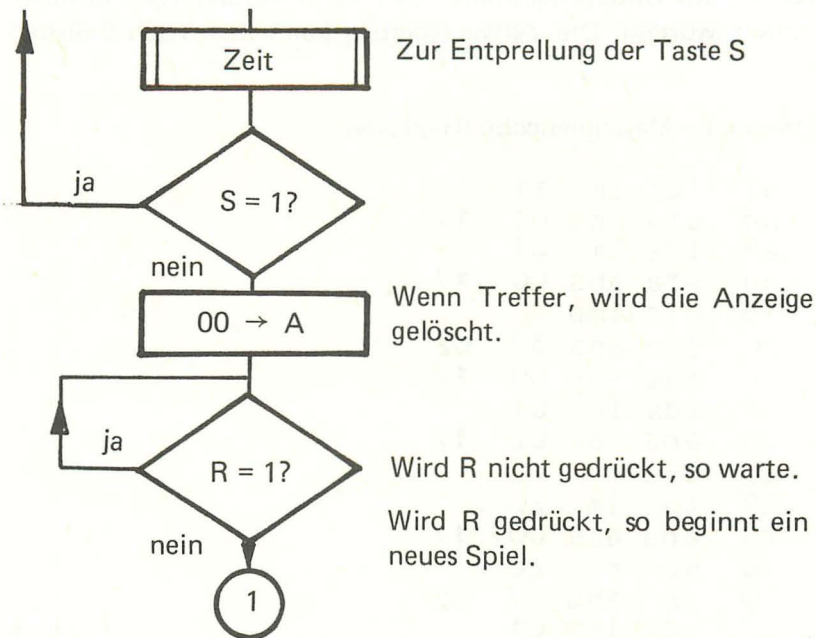 Zeit
Zur Entprellung der Taste S
ja
S = 1?
nein
00 → A
Wenn Treffer, wird die Anzeige
gelöscht.
ja
R = 1?
Wird R nicht gedrückt, so warte.
nein
Wird R gedrückt, so beginnt ein
neues Spiel.
1